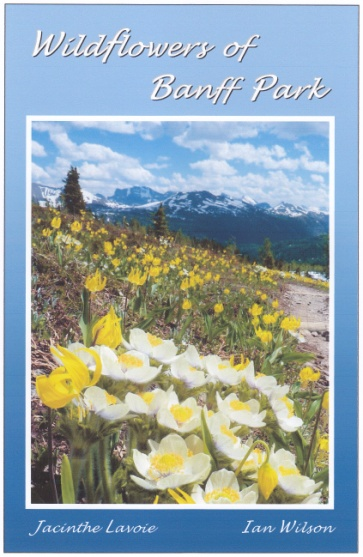 Wildflowers of
Banff Park
Jacinthe Lavoie Ian Wilson